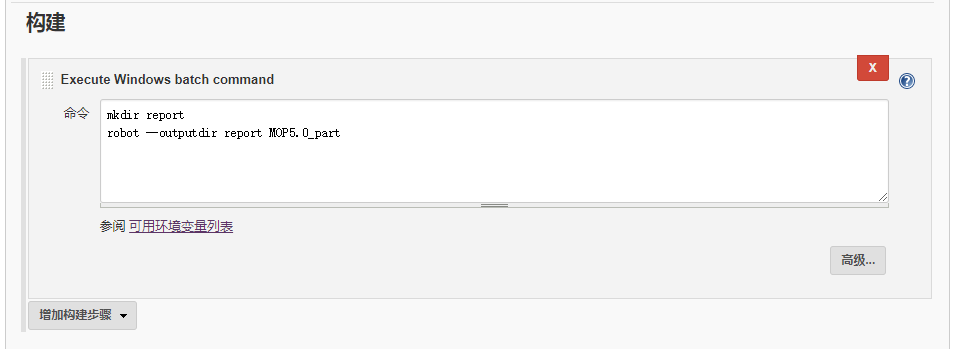 构建
Execute Windows batch command
X
命令
mkdir report
robot --outputdir report MOP5.0_part
参阅 可用环境变量列表
高级...
增加构建步骤